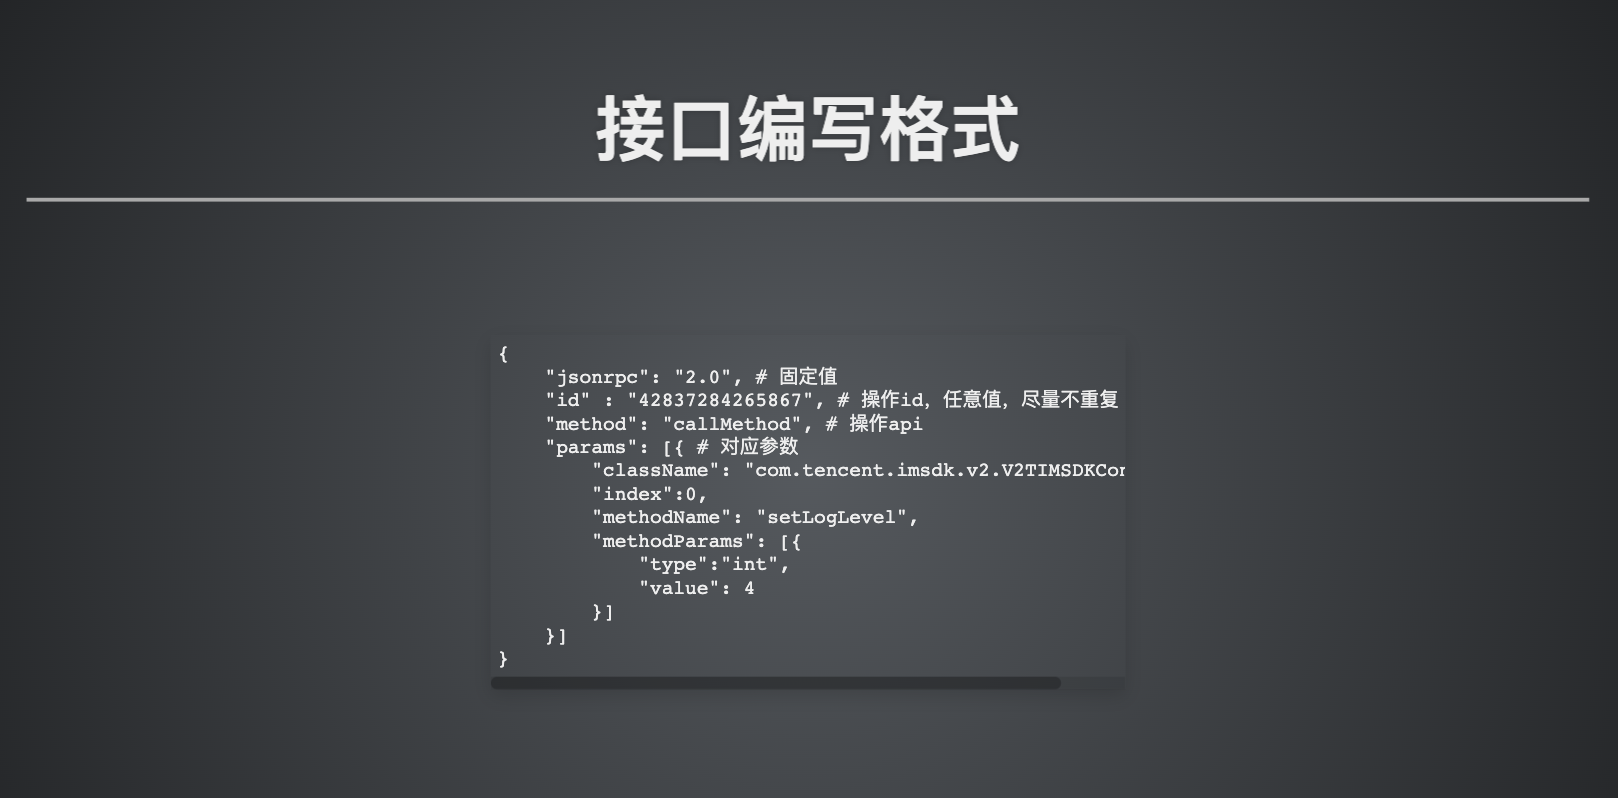 接口编写格式
{
    "jsonrpc": "2.0", # 固定值
    "id" : "42837284265867", # 操作id, 任意值, 尽量不重复
    "method": "callMethod", # 操作api
    "params": [{ # 对应参数
        "className": "com.tencent.imsdk.v2.V2TIMSDKCon
        "index":0,
        "methodName": "setLogLevel",
        "methodParams": [{
            "type":"int",
            "value": 4
        }]
    }]
}